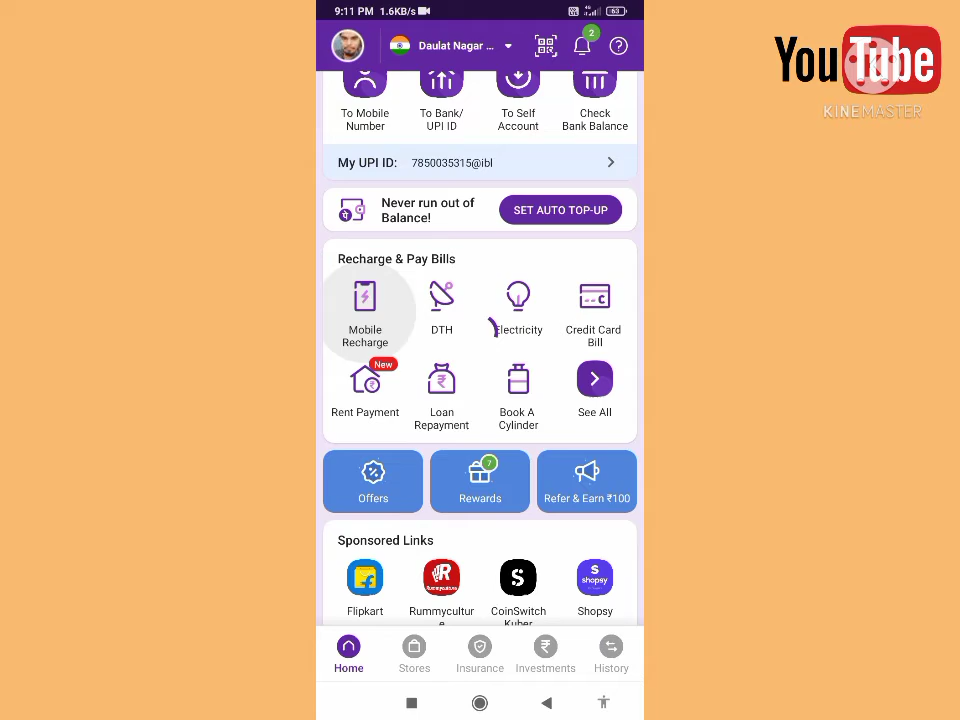 9:11 PM 1.6KB/s 4G 63
Daulat Nagar ... 2
YouTube
KINEMASTER
To Mobile Number
To Bank/ UPI ID
To Self Account
Check Bank Balance
My UPI ID: 7850035315@ibl
Never run out of
Balance!
SET AUTO TOP-UP
Recharge & Pay Bills
Mobile Recharge
DTH
Electricity
Credit Card Bill
New
Rent Payment
Loan Repayment
Book A Cylinder
See All
Offers
7
Rewards
Refer & Earn ₹100
Sponsored Links
Flipkart
Rummyculture
CoinSwitch Kuber
S shopsy
Shopsy
Home Stores Insurance Investments History